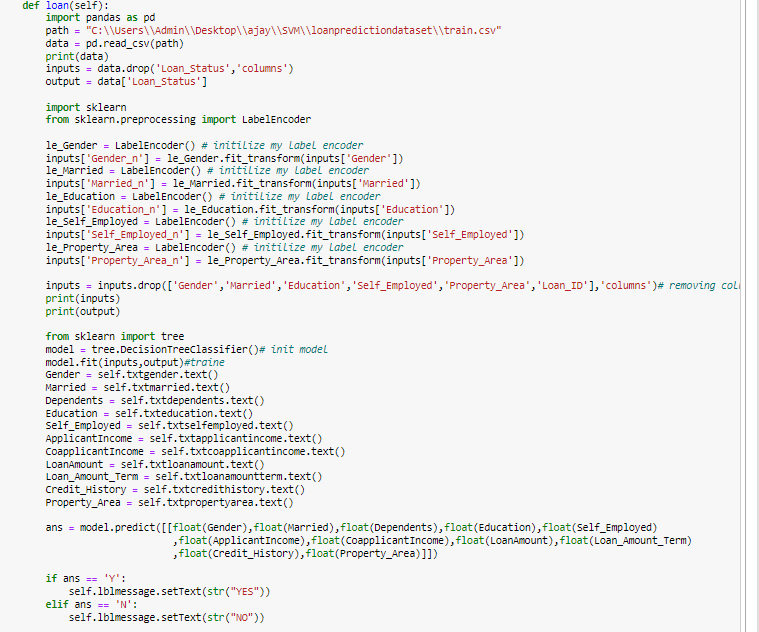 def loan(self):
import pandas as pd
path = "C:\\Users\\Admin\\Desktop\\ajay\\SVM\\loanpredictiondataset\\train.csv"
data = pd.read_csv(path)
print(data)
inputs = data.drop('Loan_Status','columns')
output = data['Loan_Status']
import sklearn
from sklearn.preprocessing import LabelEncoder
le_Gender = LabelEncoder() # initilize my label encoder
inputs['Gender_n'] = le_Gender.fit_transform(inputs['Gender'])
le_Married = LabelEncoder() # initilize my label encoder
inputs['Married_n'] = le_Married.fit_transform(inputs['Married'])
le_Education = LabelEncoder() # initilize my label encoder
inputs['Education_n'] = le_Education.fit_transform(inputs['Education'])
le_Self_Employed = LabelEncoder() # initilize my label encoder
inputs['Self_Employed_n'] = le_Self_Employed.fit_transform(inputs['Self_Employed'])
le_Property_Area = LabelEncoder() # initilize my label encoder
inputs['Property_Area_n'] = le_Property_Area.fit_transform(inputs['Property_Area'])
inputs = inputs.drop(['Gender','Married','Education','Self_Employed','Property_Area','Loan_ID'],'columns')# removing
print(inputs)
print(output)
from sklearn import tree
model = tree.DecisionTreeClassifier()# init model
model.fit(inputs,output)#traine
Gender = self.txtgender.text()
Married = self.txtmarried.text()
Dependents = self.txtdependents.text()
Education = self.txteducation.text()
Self_Employed = self.txtselfemployed.text()
ApplicantIncome = self.txtapplicantincome.text()
CoapplicantIncome = self.txtcoapplicantincome.text()
LoanAmount = self.txtloanamount.text()
Loan_Amount_Term = self.txtloanamountterm.text()
Credit_History = self.txtcredithistory.text()
Property_Area = self.txtpropertyarea.text()
ans = model.predict([[float(Gender),float(Married),float(Dependents),float(Education),float(Self_Employed)
,float(ApplicantIncome),float(CoapplicantIncome),float(LoanAmount),float(Loan_Amount_Term)
,float(Credit_History),float(Property_Area)]])
if ans == 'Y':
self.lblmessage.setText(str("YES"))
elif ans == 'N':
self.lblmessage.setText(str("NO"))